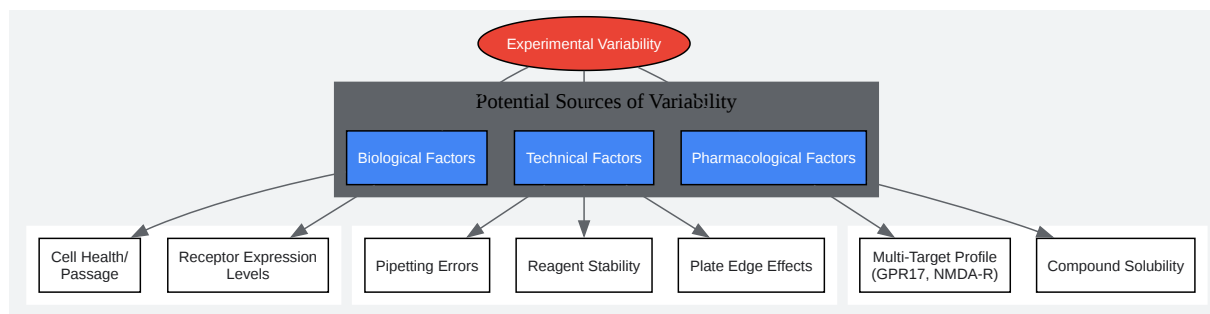 Experimental Variability
Potential Sources of Variability
Biological Factors
Technical Factors
Pharmacological Factors
Cell Health/
Passage
Receptor Expression
Levels
Pipetting Errors
Reagent Stability
Plate Edge Effects
Multi-Target Profile
(GPR17, NMDA-R)
Compound Solubility